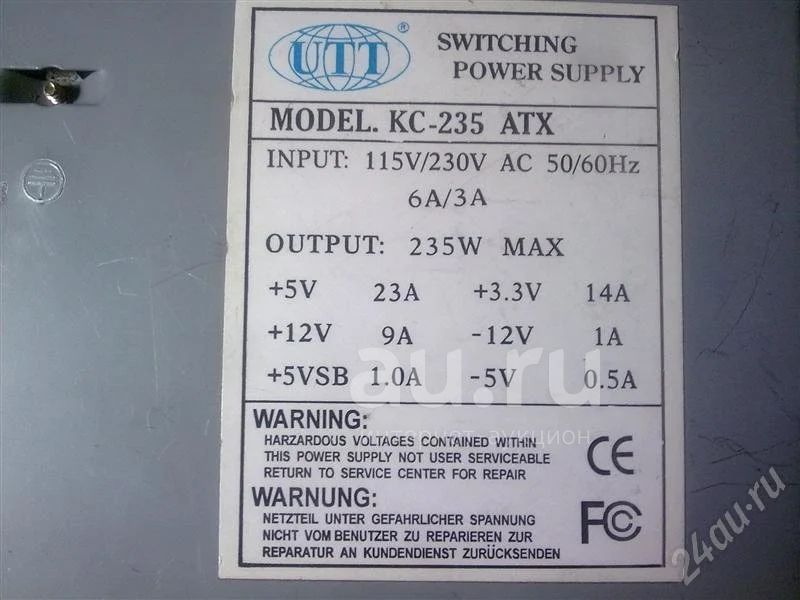 UTT®
SWITCHING
POWER SUPPLY
MODEL. KC-235 ATX
INPUT: 115V/230V AC 50/60Hz
6A/3A
OUTPUT: 235W MAX
+5V 23A +3.3V 14A
+12V 9A -12V 1A
+5VSB 1.0A -5V 0.5A
au.ru
интернет аукцион
WARNING:
HARZARDOUS VOLTAGES CONTAINED WITHIN
THIS POWER SUPPLY NOT USER SERVICEABLE
RETURN TO SERVICE CENTER FOR REPAIR
CE
WARNUNG:
NETZTEIL UNTER GEFAHRLICHER SPANNUNG
NICHT VOM BENUTZER ZU REPARIEREN ZUR
REPARATUR AN KUNDENDIENST ZURÜCKSENDEN
FC
24au.ru